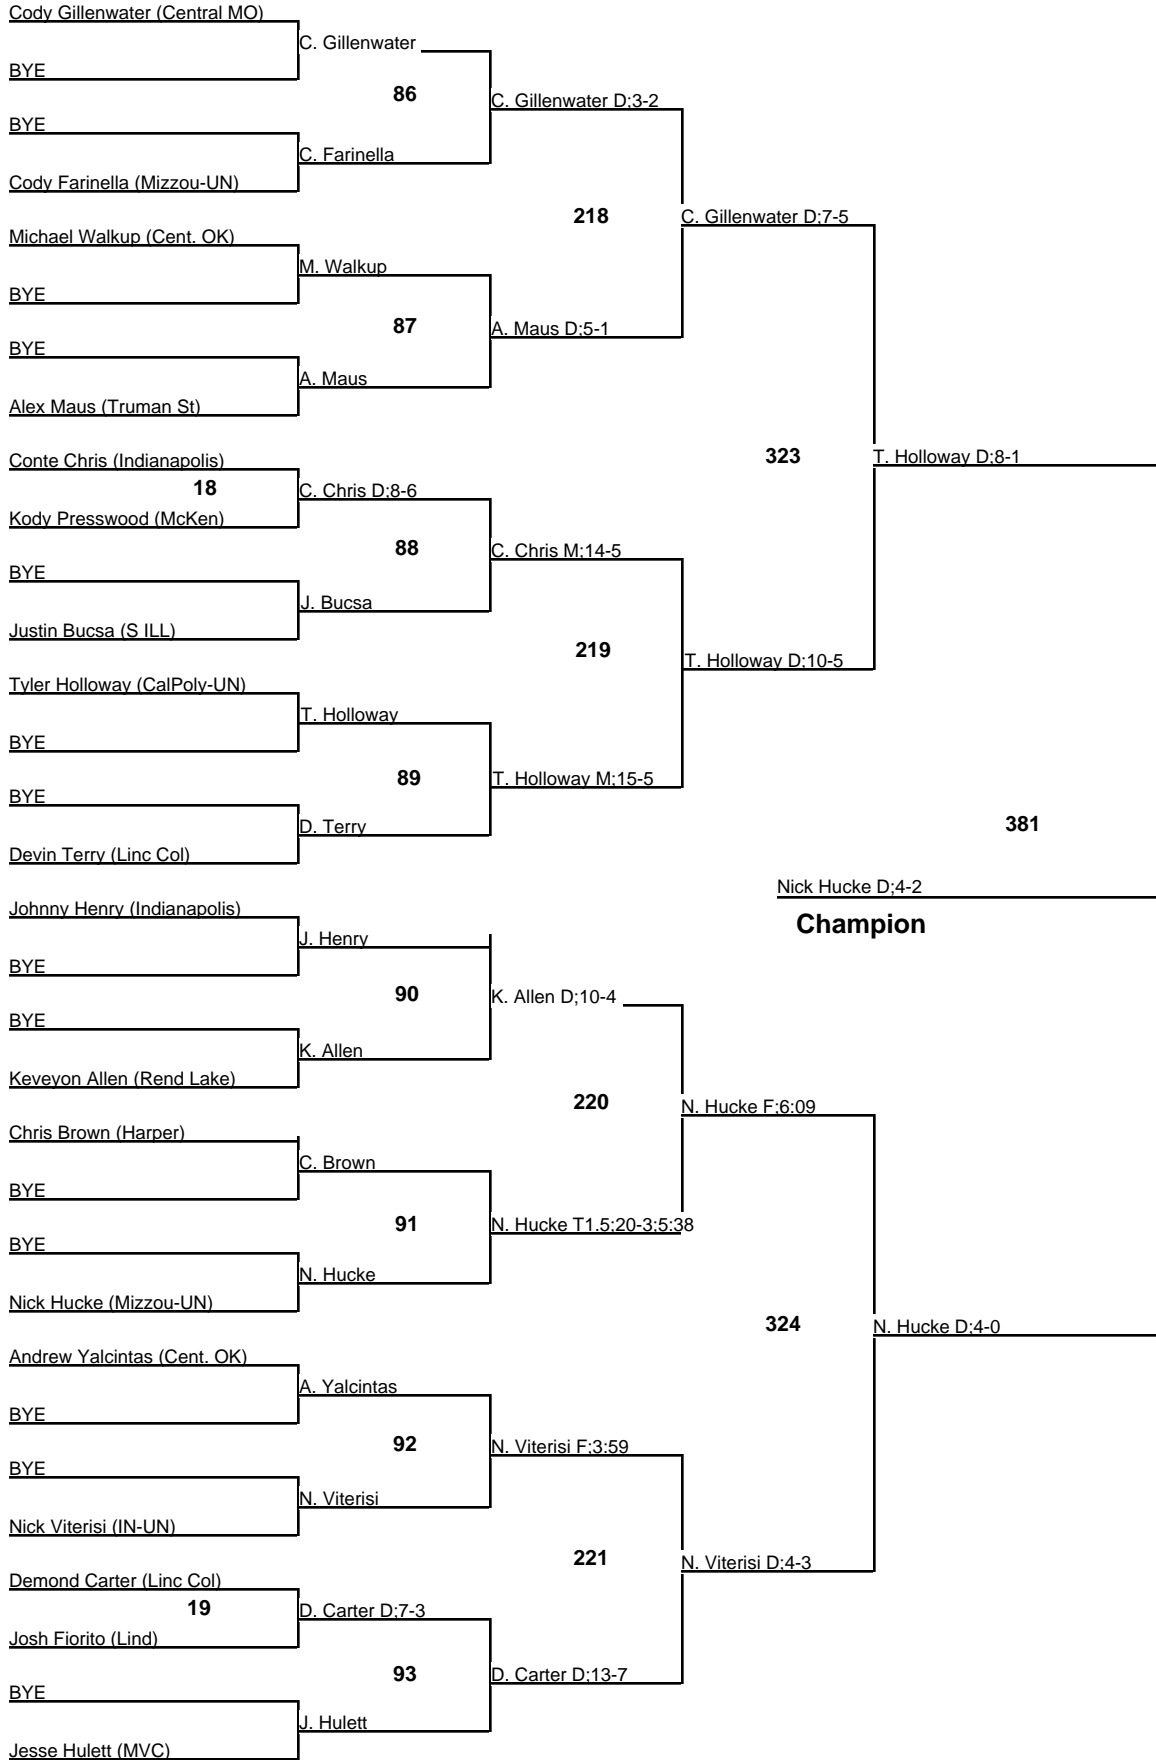 Cody Gillenwater (Central MO)
C. Gillenwater
BYE
86
C. Gillenwater D;3-2
BYE
C. Farinella
Cody Farinella (Mizzou-UN)
218
C. Gillenwater D;7-5
Michael Walkup (Cent. OK)
M. Walkup
BYE
87
A. Maus D;5-1
BYE
A. Maus
Alex Maus (Truman St)
323
T. Holloway D;8-1
Conte Chris (Indianapolis)
18
C. Chris D;8-6
Kody Presswood (McKen)
88
C. Chris M;14-5
BYE
J. Bucsa
Justin Bucsa (S ILL)
219
T. Holloway D;10-5
Tyler Holloway (CalPoly-UN)
T. Holloway
BYE
89
T. Holloway M;15-5
BYE
D. Terry
Devin Terry (Linc Col)
381
Nick Hucke D;4-2
Champion
Johnny Henry (Indianapolis)
J. Henry
BYE
90
K. Allen D;10-4
BYE
K. Allen
Keveyon Allen (Rend Lake)
220
N. Hucke F;6:09
Chris Brown (Harper)
C. Brown
BYE
91
N. Hucke T1.5;20-3;5:38
BYE
N. Hucke
Nick Hucke (Mizzou-UN)
324
N. Hucke D;4-0
Andrew Yalcintas (Cent. OK)
A. Yalcintas
BYE
92
N. Viterisi F;3:59
BYE
N. Viterisi
Nick Viterisi (IN-UN)
221
N. Viterisi D;4-3
Demond Carter (Linc Col)
19
D. Carter D;7-3
Josh Fiorito (Lind)
93
D. Carter D;13-7
BYE
J. Hulett
Jesse Hulett (MVC)